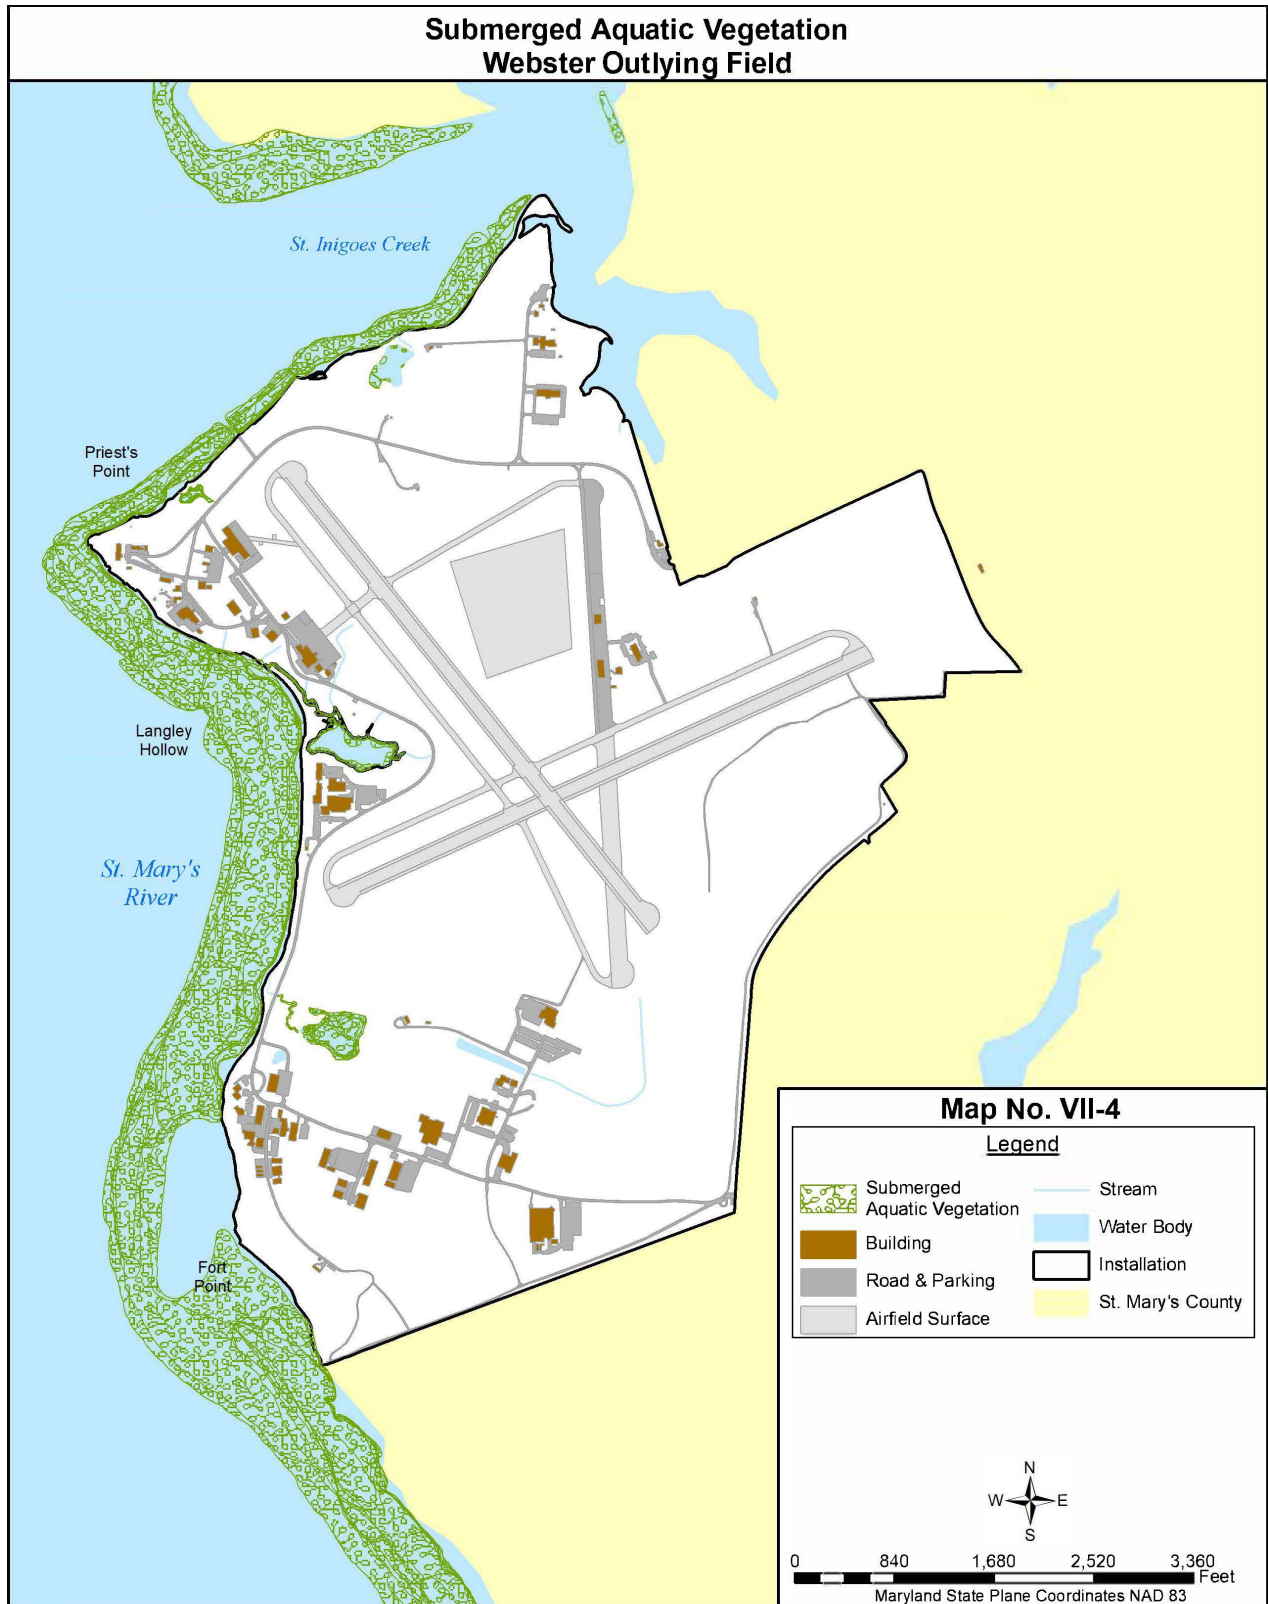 Submerged Aquatic Vegetation
Webster Outlying Field
St. Inigoes Creek
Priest's
Point
Langley
Hollow
St. Mary's
River
Fort
Point
Map No. VII-4
Legend
Submerged
Aquatic Vegetation
Building
Road & Parking
Airfield Surface
Stream
Water Body
Installation
St. Mary's County
N
W E
S
0 840 1,680 2,520 3,360
Feet
Maryland State Plane Coordinates NAD 83